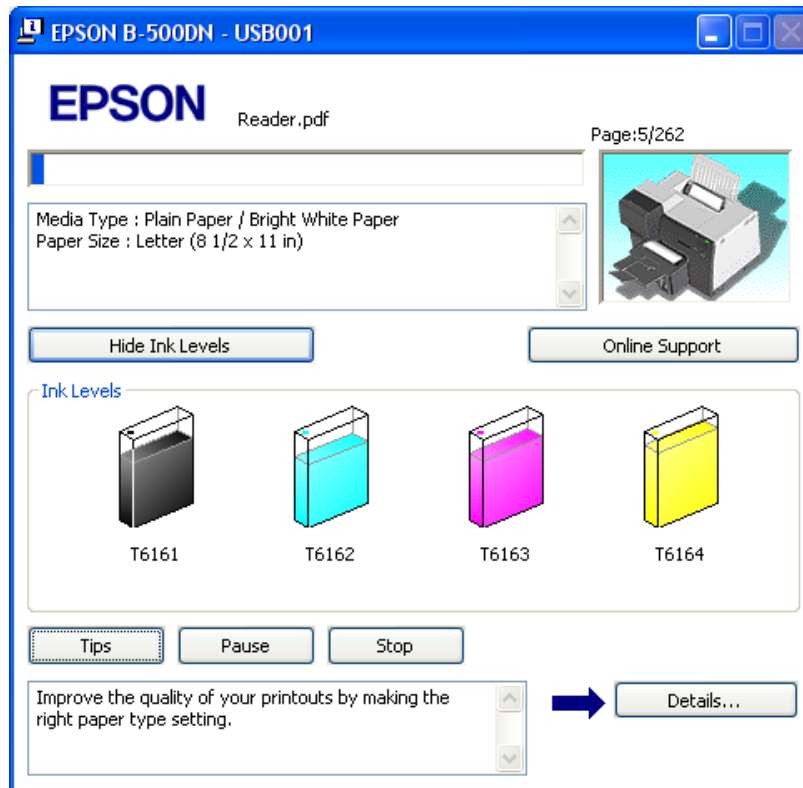 EPSON B-500DN - USB001
EPSON
Reader.pdf
Page:5/262
Media Type : Plain Paper / Bright White Paper
Paper Size : Letter (8 1/2 x 11 in)
Hide Ink Levels
Online Support
Ink Levels
T6161
T6162
T6163
T6164
Tips
Pause
Stop
Improve the quality of your printouts by making the
right paper type setting.
Details...